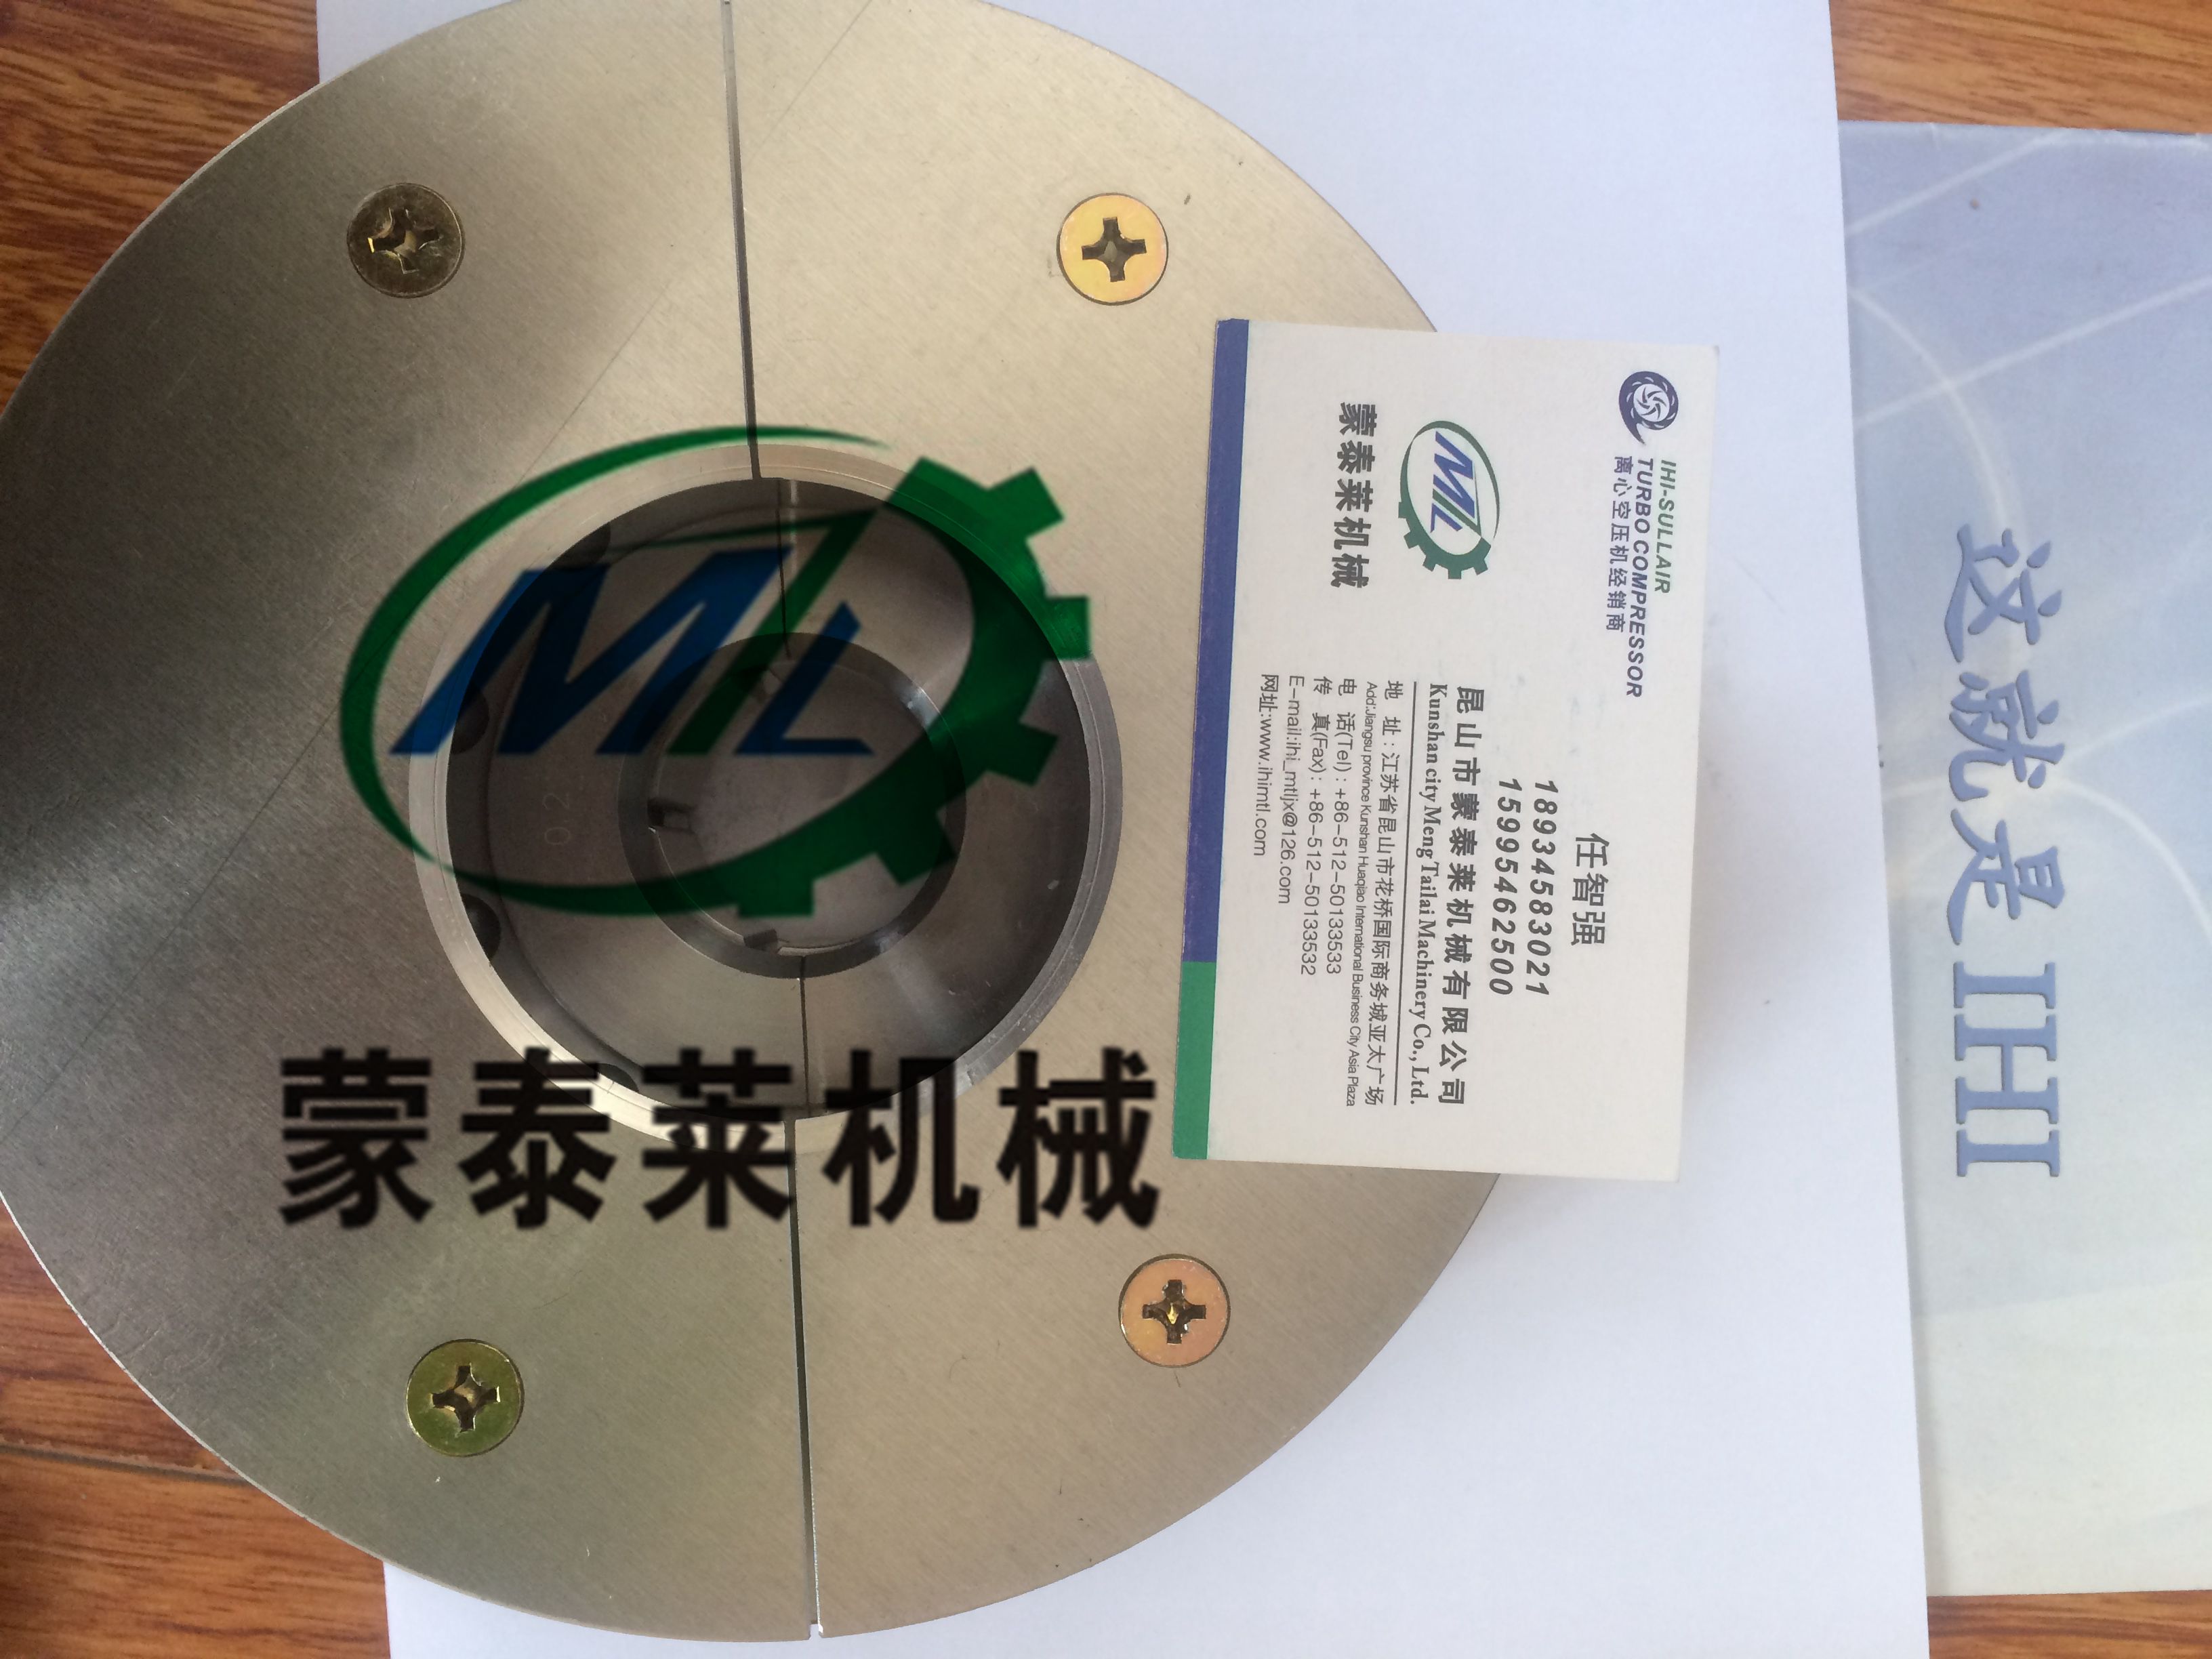 ML
蒙泰莱机械
IHI-SULLAIR
TURBO COMPRESSOR
离心空压机经销商
ML
蒙泰莱机械
任智强
18934583021
15995462500
昆山市蒙泰莱机械有限公司
Kunshan city Meng Tailai Machinery Co., Ltd.
地 址：江苏省昆山市花桥国际商务城亚太广场
Add:Jiangsu province Kunshan Huaqiao International Business City Asia Plaza
电 话(Tel)：+86-512-50133533
传 真(Fax)：+86-512-50133532
E-mail:ihi_mtljx@126.com
网址:www.ihimtl.com
这就是IHI